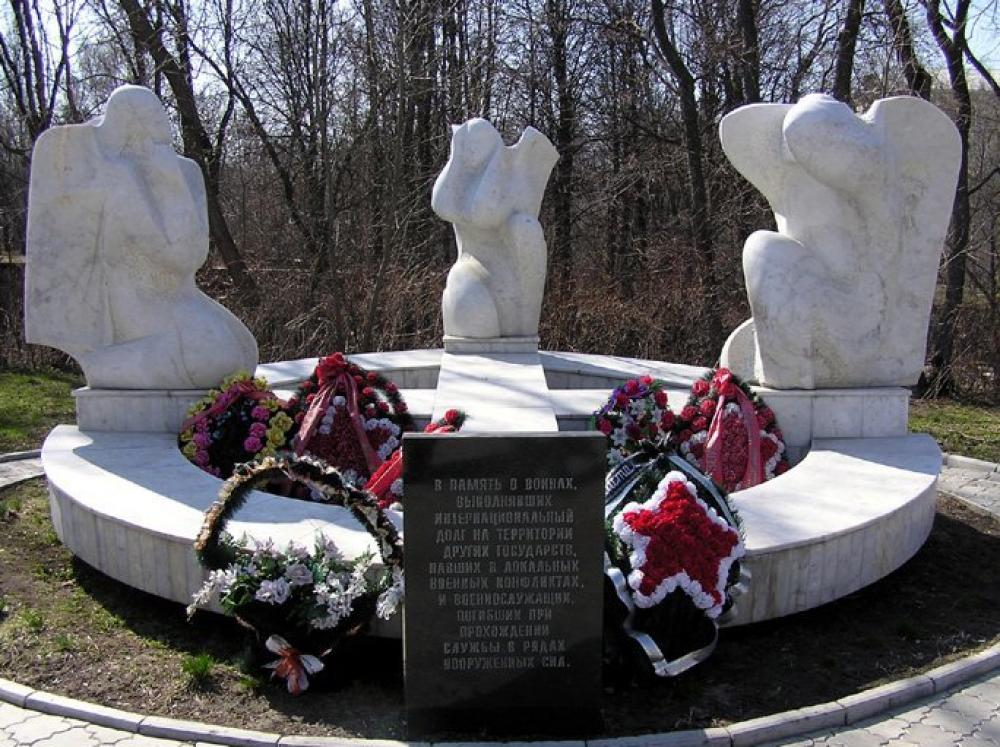 В ПАМЯТЬ О ВОИНАХ,
ВЫПОЛНЯВШИХ
ИНТЕРНАЦИОНАЛЬНЫЙ
ДОЛГ НА ТЕРРИТОРИИ
ДРУГИХ ГОСУДАРСТВ,
ПАВШИХ В ЛОКАЛЬНЫХ
ВОЕННЫХ КОНФЛИКТАХ,
И ВОЕННОСЛУЖАЩИХ,
ПОГИБШИХ ПРИ
ПРОХОЖДЕНИИ
СЛУЖБЫ В РЯДАХ
ВООРУЖЕННЫХ СИЛ.